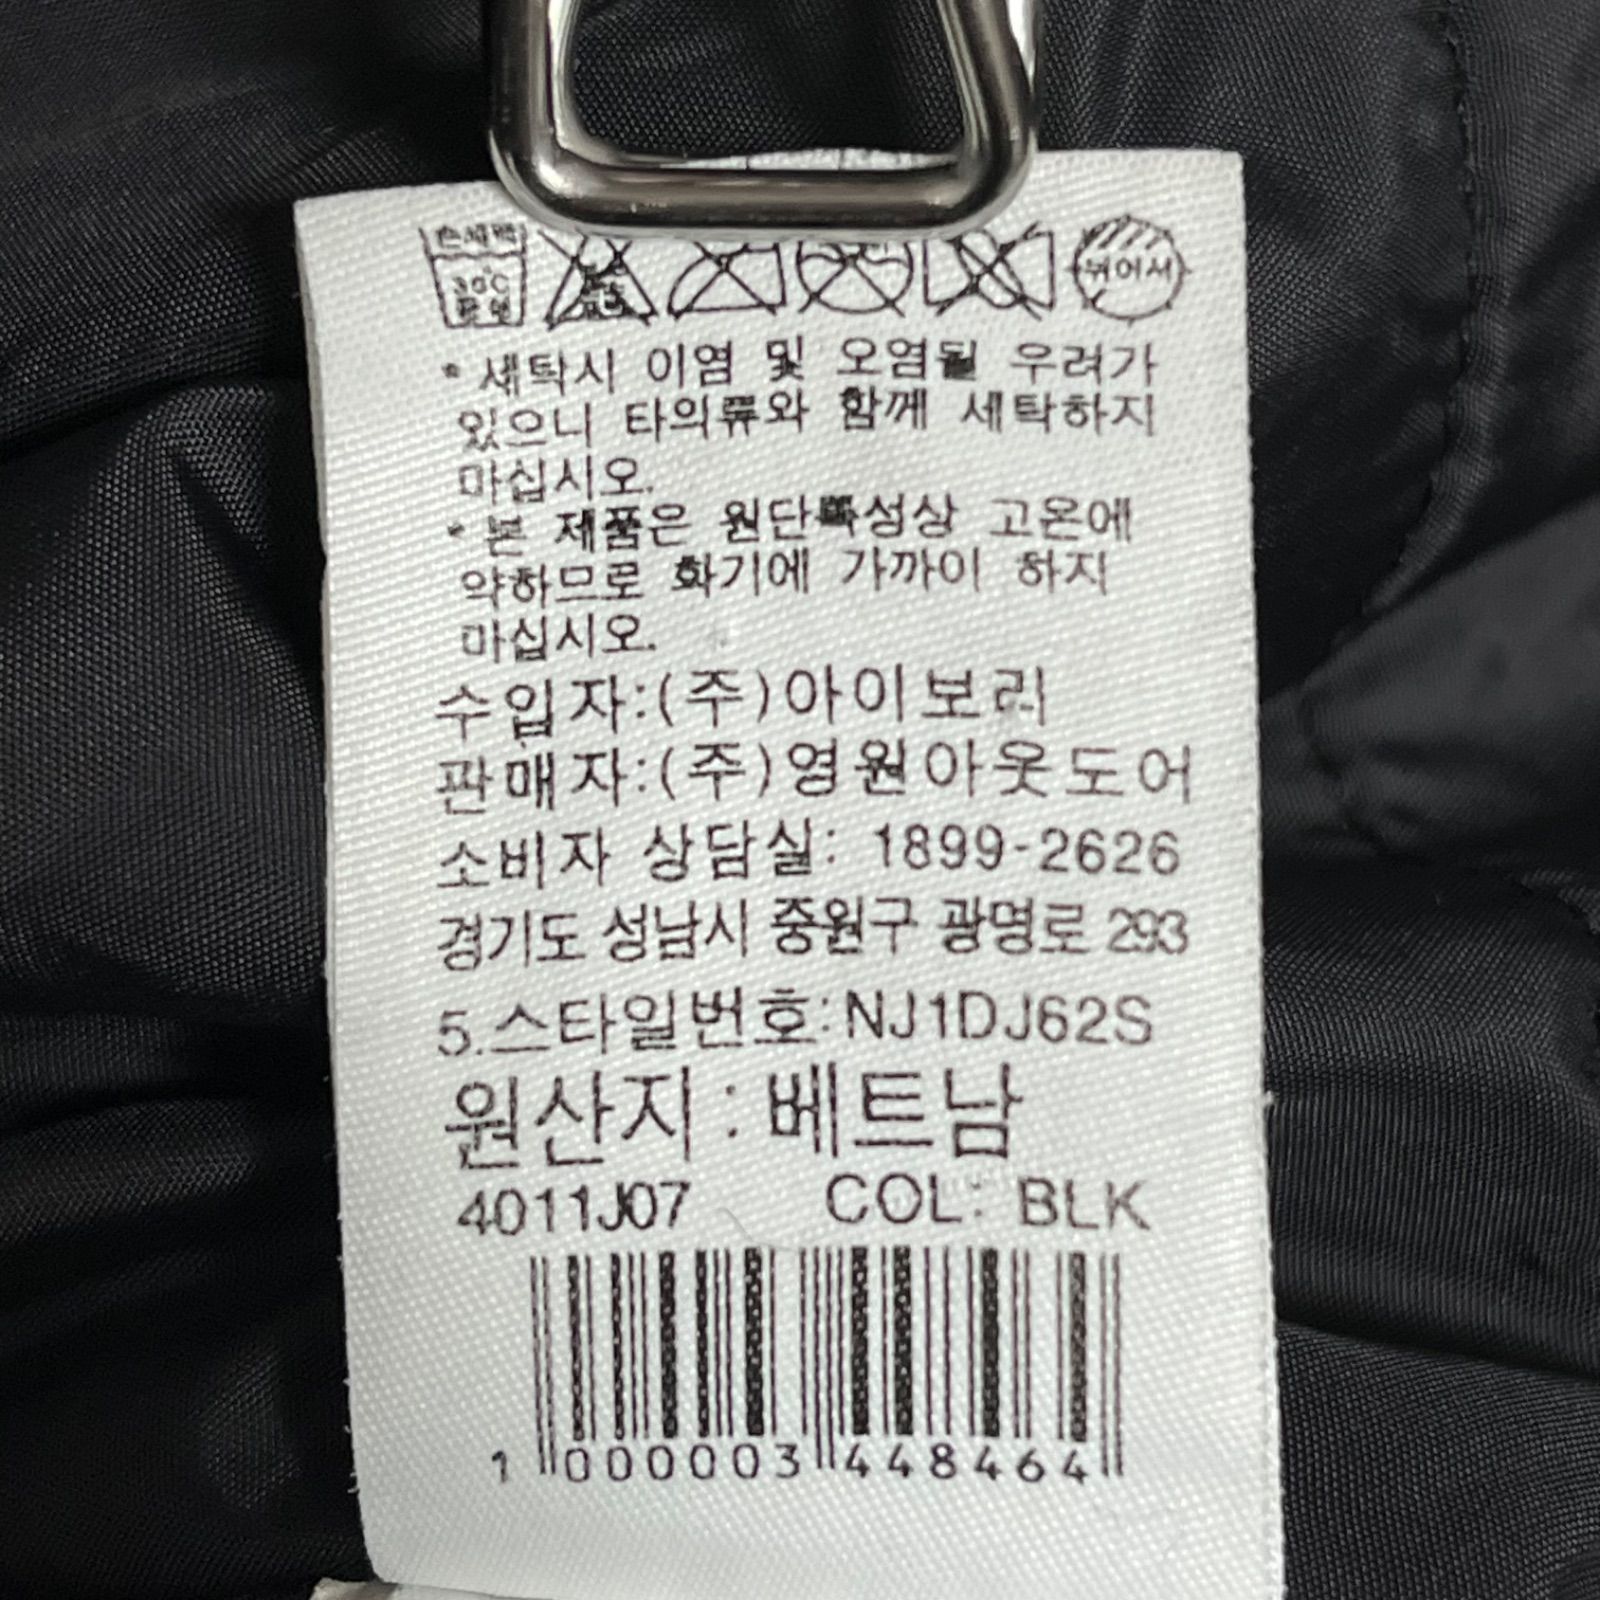 손세탁
30℃
중성
뉘어서
* 세탁시 이염 및 오염될 우려가
있으니 타의류와 함께 세탁하지
마십시오.
* 본 제품은 원단특성상 고온에
약하므로 화기에 가까이 하지
마십시오.
수입자:(주)아이보리
판매자:(주)영원아웃도어
소비자 상담실: 1899-2626
경기도 성남시 중원구 광명로 293
5.스타일번호:NJ1DJ62S
원산지 : 베트남
4011J07 COL: BLK
1 000003 448464